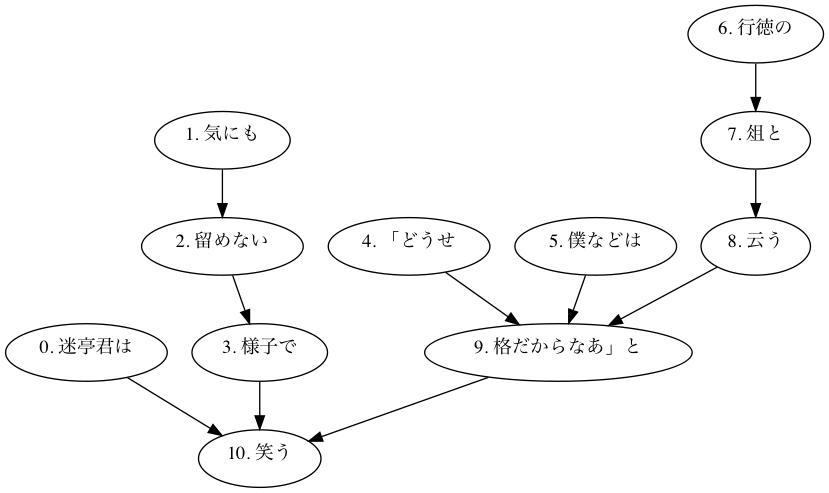 6. 行徳の
1. 気にも
7. 俎と
2. 留めない
4. 「どうせ
5. 僕などは
8. 云う
0. 迷亭君は
3. 様子で
9. 格だからなあ」と
10. 笑う